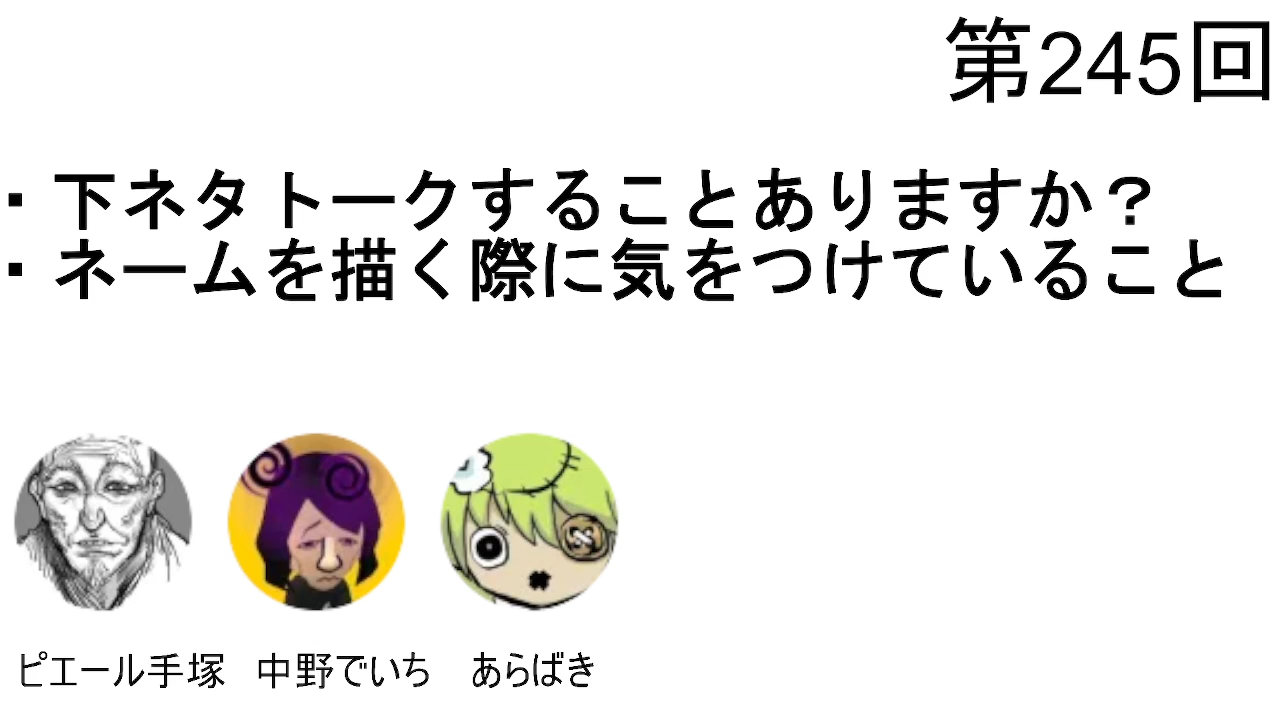 第245回
・下ネタトークすることありますか？
・ネームを描く際に気をつけていること
ピエール手塚 中野でいち あらばき